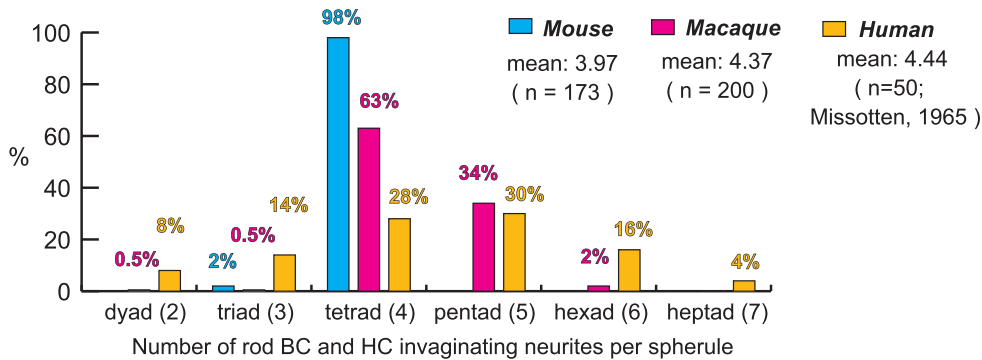 %
100
80
60
40
20
0
98%
63%
28%
8%
0.5%
14%
0.5%
2%
34%
30%
16%
2%
4%
Mouse
mean: 3.97
( n = 173 )
Macaque
mean: 4.37
( n = 200 )
Human
mean: 4.44
( n=50;
Missotten, 1965 )
%
dyad (2) triad (3) tetrad (4) pentad (5) hexad (6) heptad (7)
Number of rod BC and HC invaginating neurites per spherule